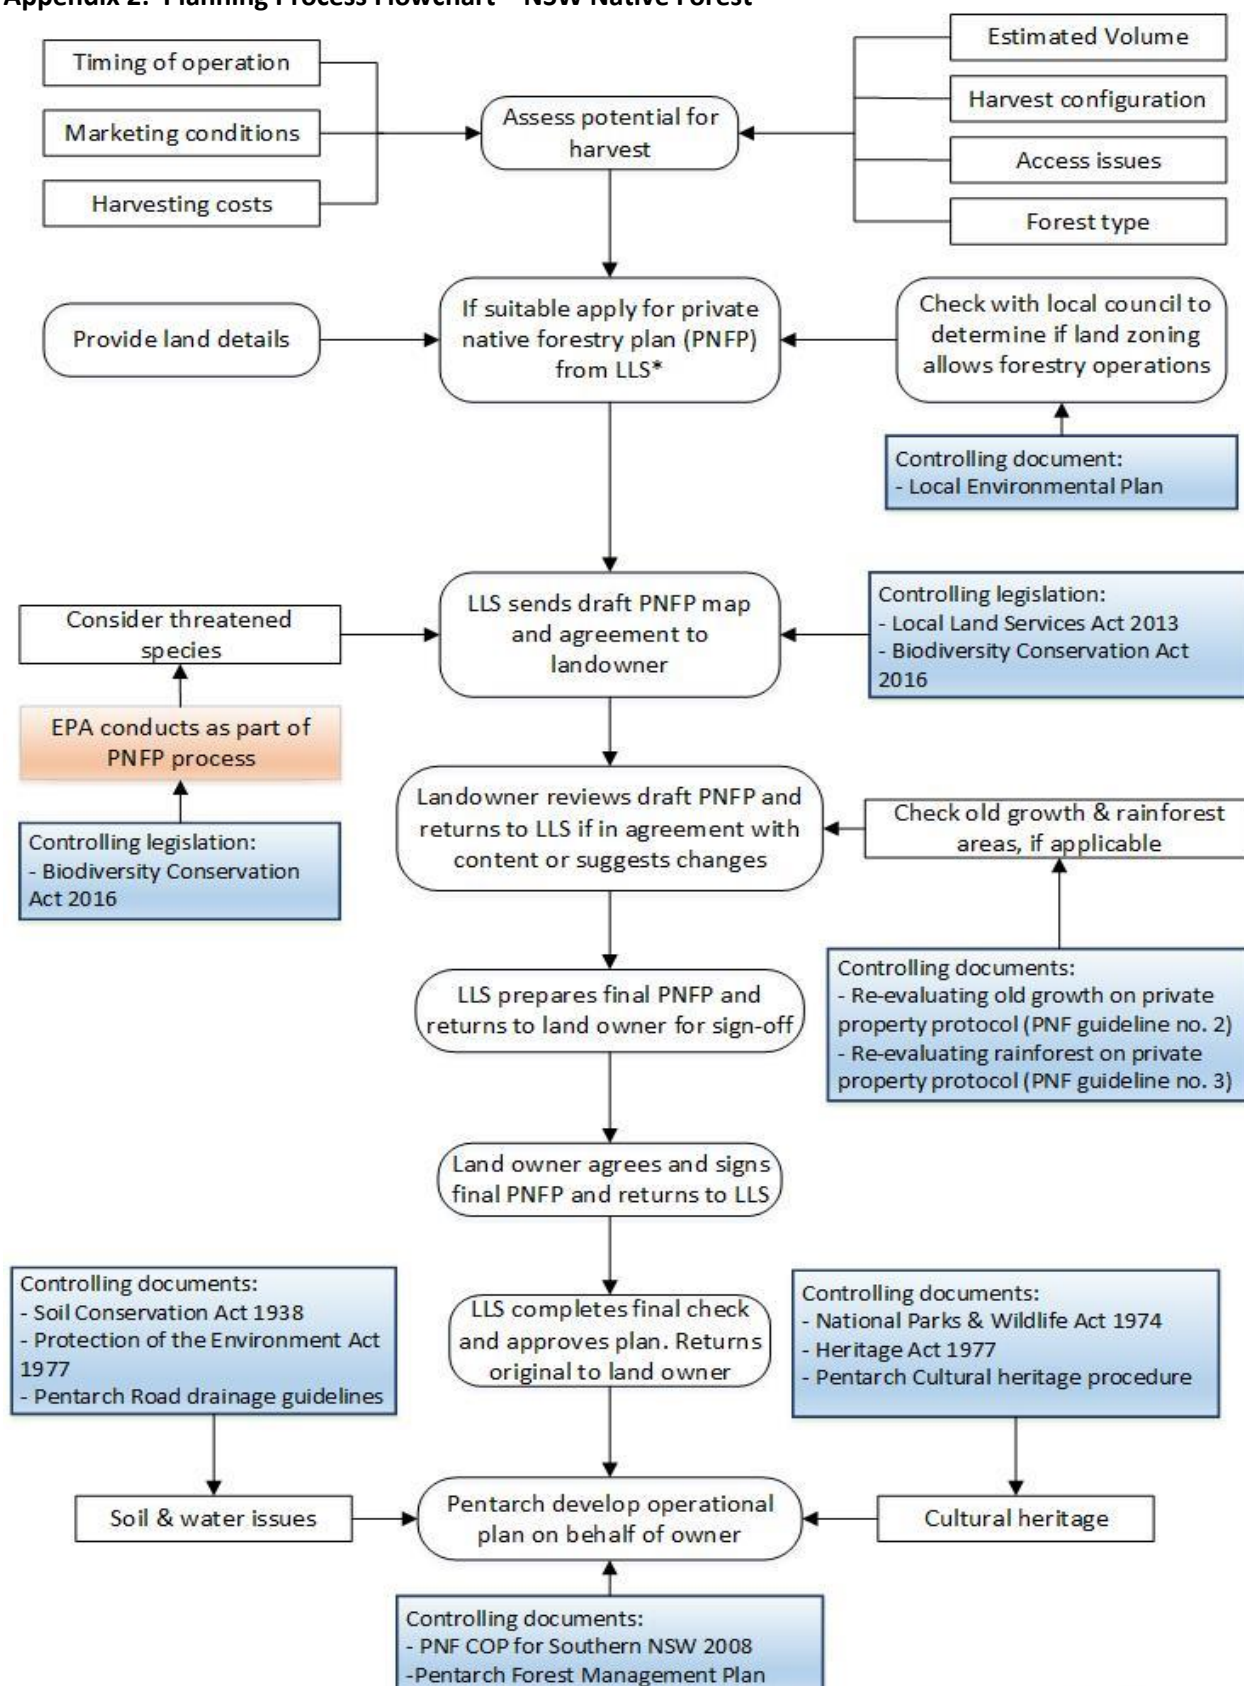 Appendix 2: Planning Process Flowchart – NSW Native Forest
Timing of operation
Marketing conditions
Harvesting costs
Assess potential for
harvest
Estimated Volume
Harvest configuration
Access issues
Forest type
Provide land details
If suitable apply for private
native forestry plan (PNFP)
from LLS*
Check with local council to
determine if land zoning
allows forestry operations
Controlling document:
- Local Environmental Plan
Consider threatened
species
LLS sends draft PNFP map
and agreement to
landowner
Controlling legislation:
- Local Land Services Act 2013
- Biodiversity Conservation Act
2016
EPA conducts as part of
PNFP process
Controlling legislation:
- Biodiversity Conservation
Act 2016
Landowner reviews draft PNFP and
returns to LLS if in agreement with
content or suggests changes
Check old growth & rainforest
areas, if applicable
Controlling documents:
- Re-evaluating old growth on private
property protocol (PNF guideline no. 2)
- Re-evaluating rainforest on private
property protocol (PNF guideline no. 3)
LLS prepares final PNFP and
returns to land owner for sign-off
Land owner agrees and signs
final PNFP and returns to LLS
Controlling documents:
- Soil Conservation Act 1938
- Protection of the Environment Act
1977
- Pentarch Road drainage guidelines
LLS completes final check
and approves plan. Returns
original to land owner
Controlling documents:
- National Parks & Wildlife Act 1974
- Heritage Act 1977
- Pentarch Cultural heritage procedure
Soil & water issues
Pentarch develop operational
plan on behalf of owner
Cultural heritage
Controlling documents:
- PNF COP for Southern NSW 2008
-Pentarch Forest Management Plan